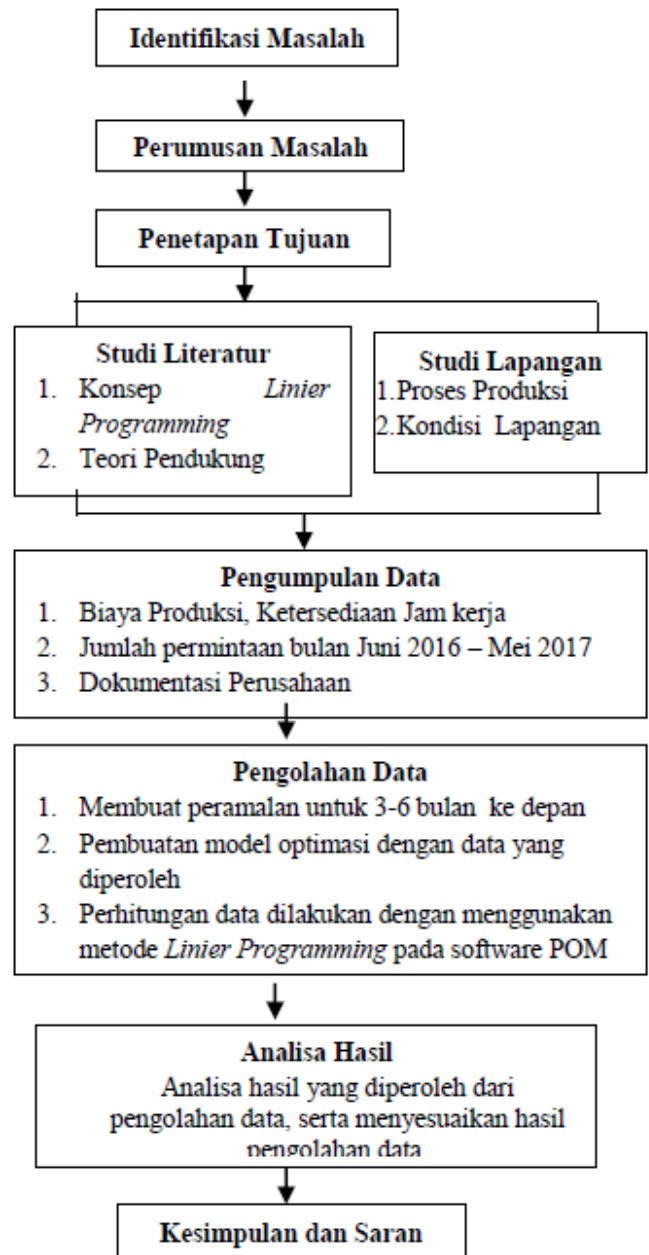 Identifikasi Masalah
Perumusan Masalah
Penetapan Tujuan
Studi Literatur
1. Konsep Linier
Programming
2. Teori Pendukung
Studi Lapangan
1.Proses Produksi
2.Kondisi Lapangan
Pengumpulan Data
1. Biaya Produksi, Ketersediaan Jam kerja
2. Jumlah permintaan bulan Juni 2016 – Mei 2017
3. Dokumentasi Perusahaan
Pengolahan Data
1. Membuat peramalan untuk 3-6 bulan ke depan
2. Pembuatan model optimasi dengan data yang
diperoleh
3. Perhitungan data dilakukan dengan menggunakan
metode Linier Programming pada software POM
Analisa Hasil
Analisa hasil yang diperoleh dari
pengolahan data, serta menyesuaikan hasil
pengolahan data
Kesimpulan dan Saran